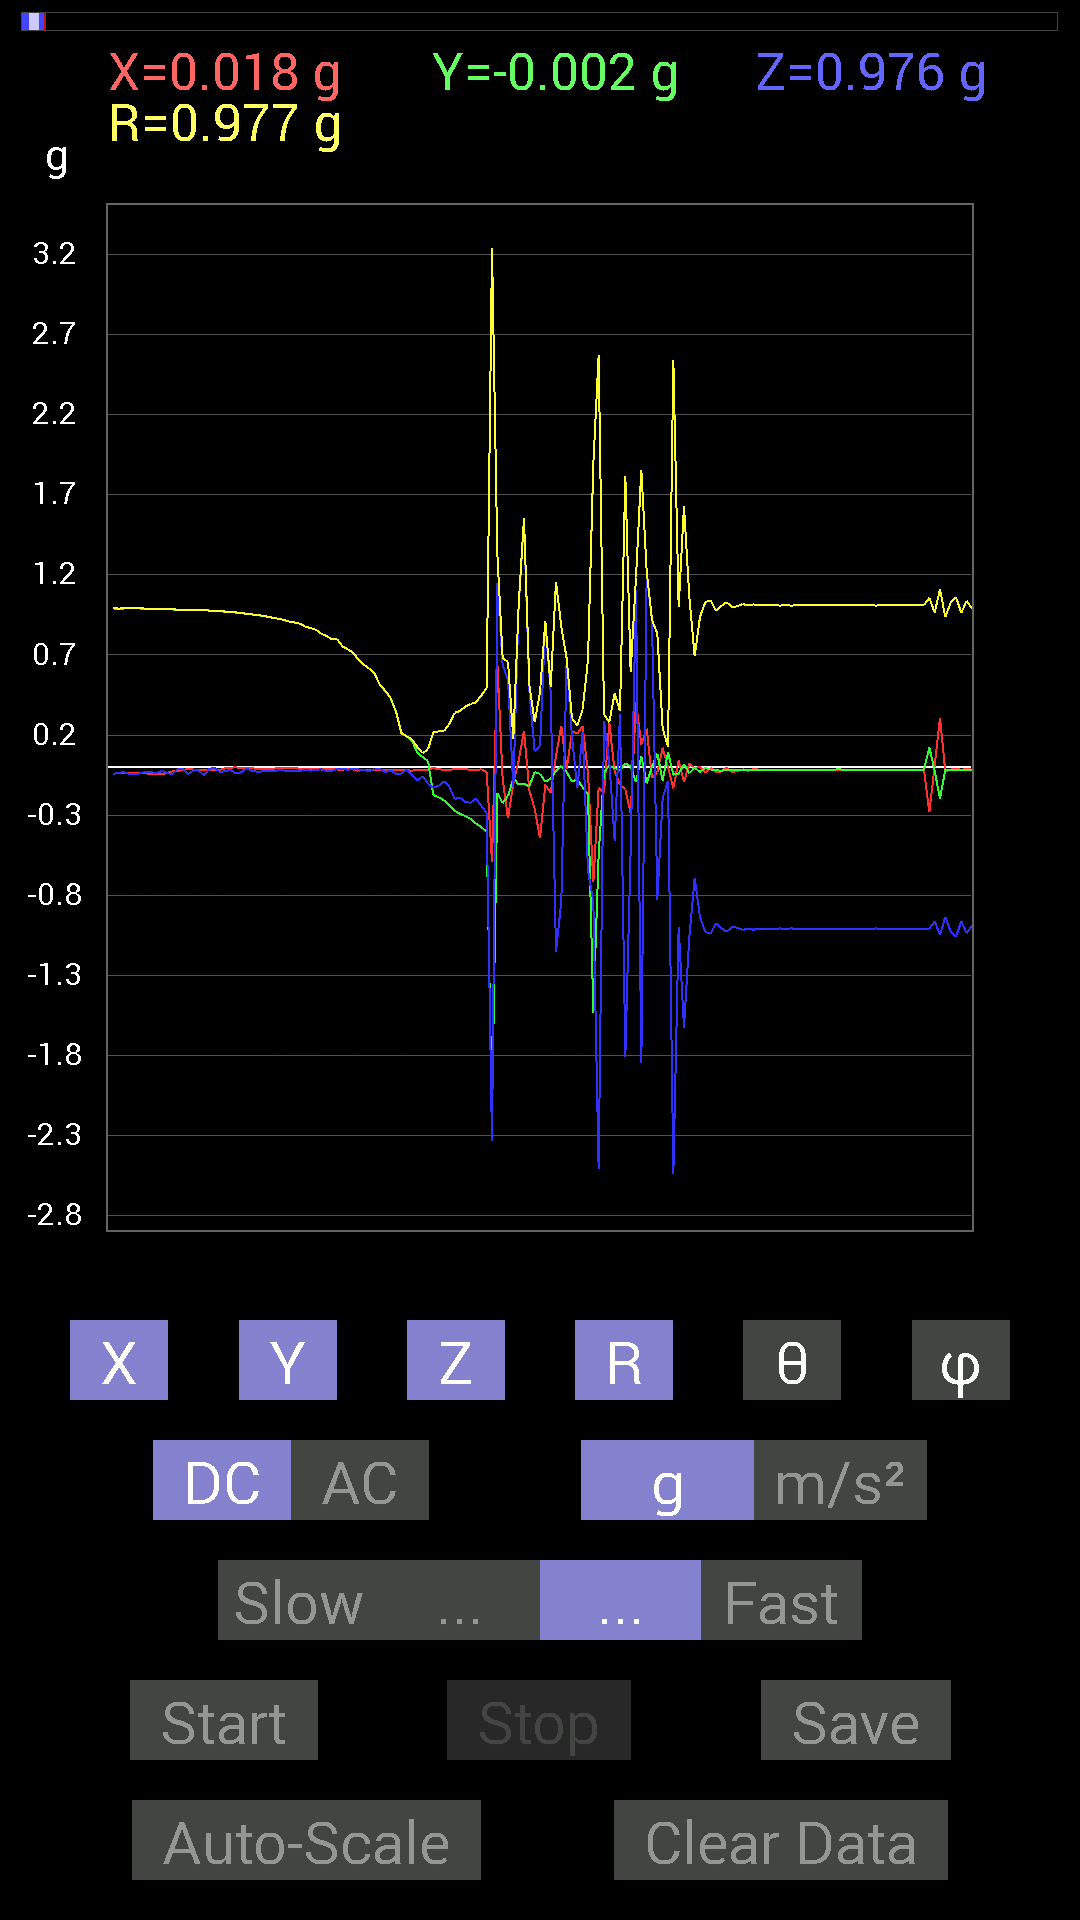 X=0.018 g Y=-0.002 g Z=0.976 g
R=0.977 g
g
3.2
2.7
2.2
1.7
1.2
0.7
0.2
-0.3
-0.8
-1.3
-1.8
-2.3
-2.8
X Y Z R θ φ
DC AC g m/s²
Slow ... ... Fast
Start Stop Save
Auto-Scale Clear Data